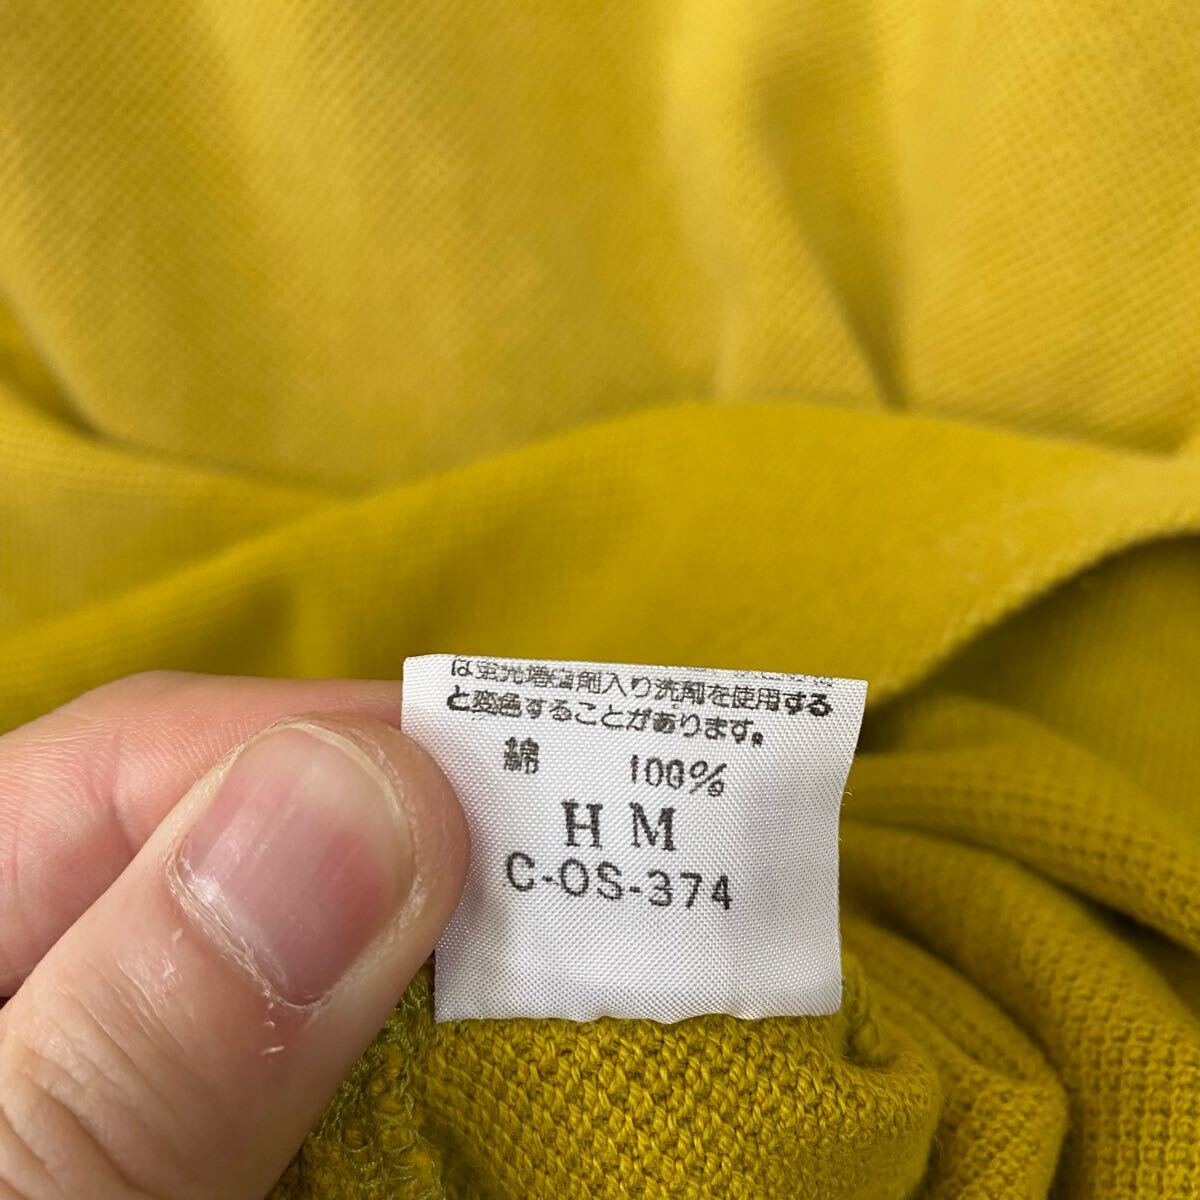 は蛍光増白剤入り洗剤を使用する
と変色することがあります。
綿 100%
H M
C-OS-374